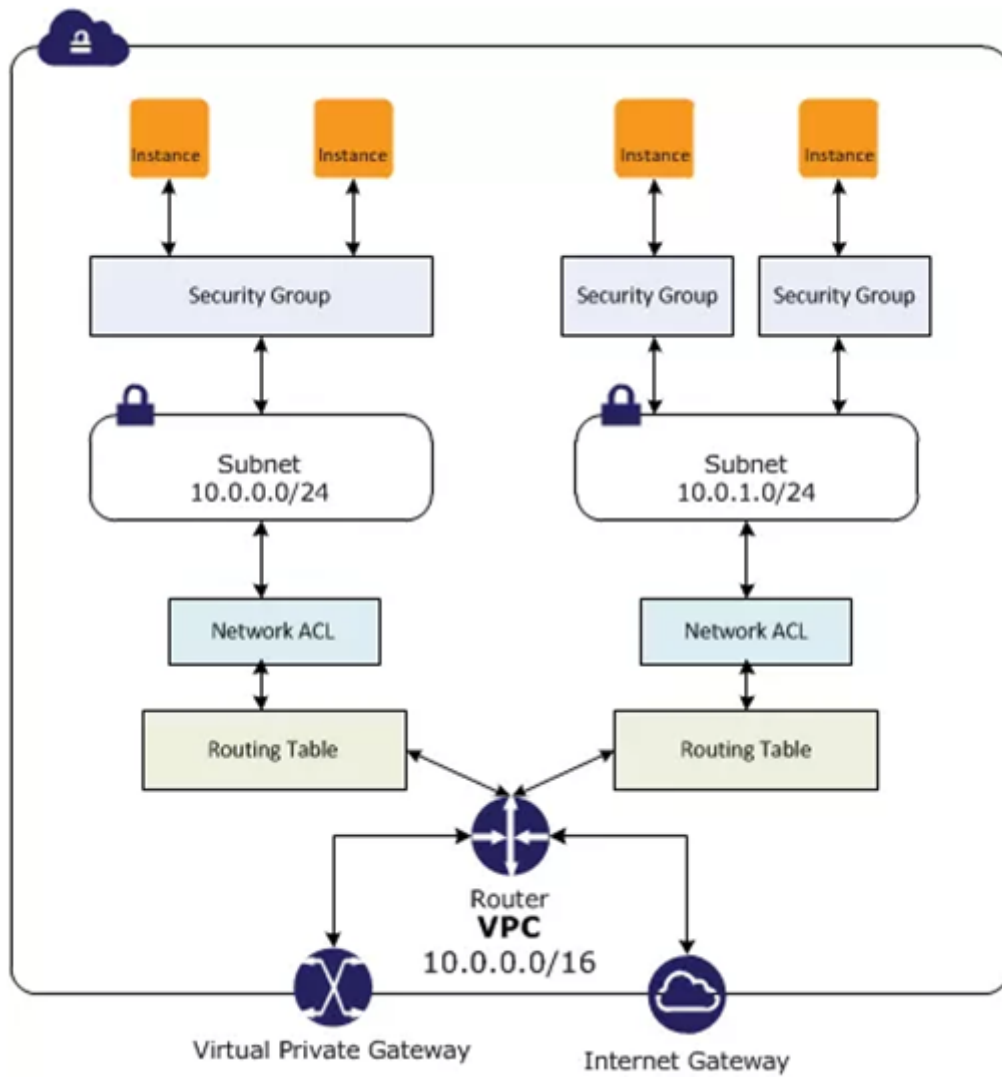 Instance
Instance
Instance
Instance
Security Group
Security Group
Security Group
Subnet
10.0.0.0/24
Subnet
10.0.1.0/24
Network ACL
Network ACL
Routing Table
Routing Table
Router
VPC
10.0.0.0/16
Virtual Private Gateway
Internet Gateway